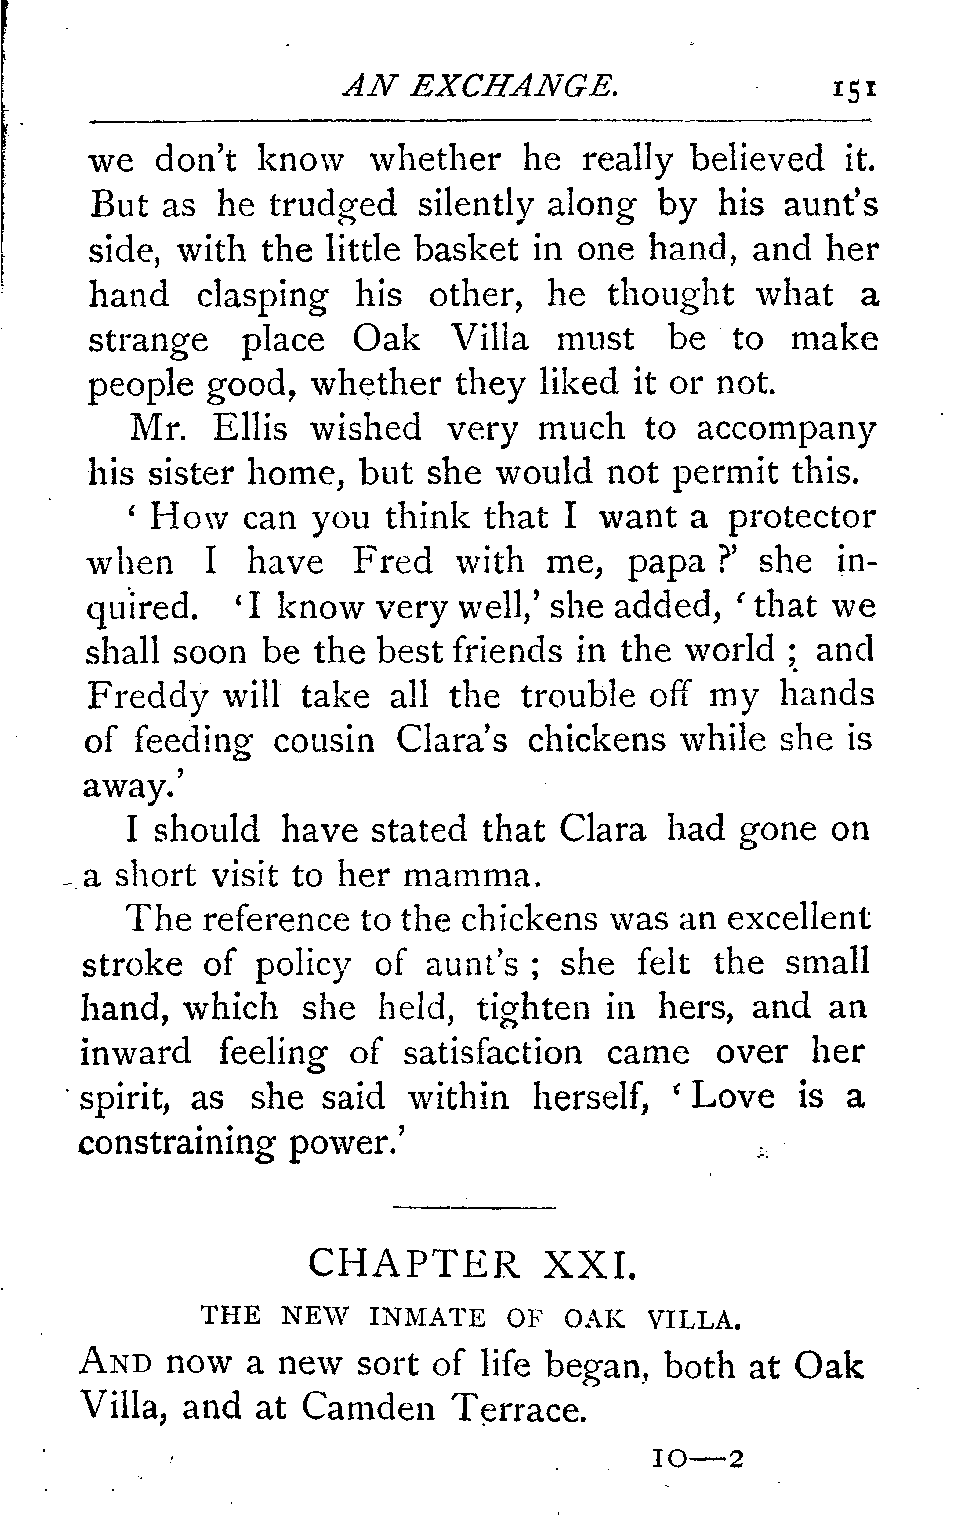 AN EXCHANGE. 151
we don't know whether he really believed it.
But as he trudged silently along by his aunt's
side, with the little basket in one hand, and her
hand clasping his other, he thought what a
strange place Oak Villa must be to make
people good, whether they liked it or not.
Mr. Ellis wished very much to accompany
his sister home, but she would not permit this.
‘ How can you think that I want a protector
when I have Fred with me, papa ?’ she in-
quired. ‘I know very well,’ she added, ‘ that we
shall soon be the best friends in the world ; and
Freddy will take all the trouble off my hands
of feeding cousin Clara's chickens while she is
away.’
I should have stated that Clara had gone on
a short visit to her mamma.
The reference to the chickens was an excellent
stroke of policy of aunt's ; she felt the small
hand, which she held, tighten in hers, and an
inward feeling of satisfaction came over her
spirit, as she said within herself, ‘ Love is a
constraining power.’
CHAPTER XXI.
THE NEW INMATE OF OAK VILLA.
AND now a new sort of life began, both at Oak
Villa, and at Camden Terrace.
10—2